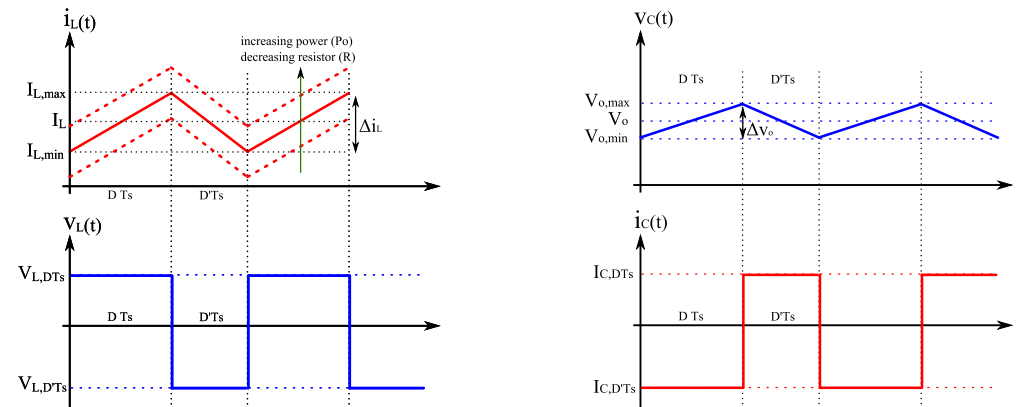 iL(t)
increasing power (Po)
decreasing resistor (R)
IL,max
IL
IL,min
ΔiL
D Ts
D'Ts
vL(t)
VL,DTs
D Ts
D'Ts
VL,D'Ts
vC(t)
D Ts
D'Ts
Vo,max
Vo
Vo,min
Δvo
iC(t)
IC,DTs
D Ts
D'Ts
IC,D'Ts